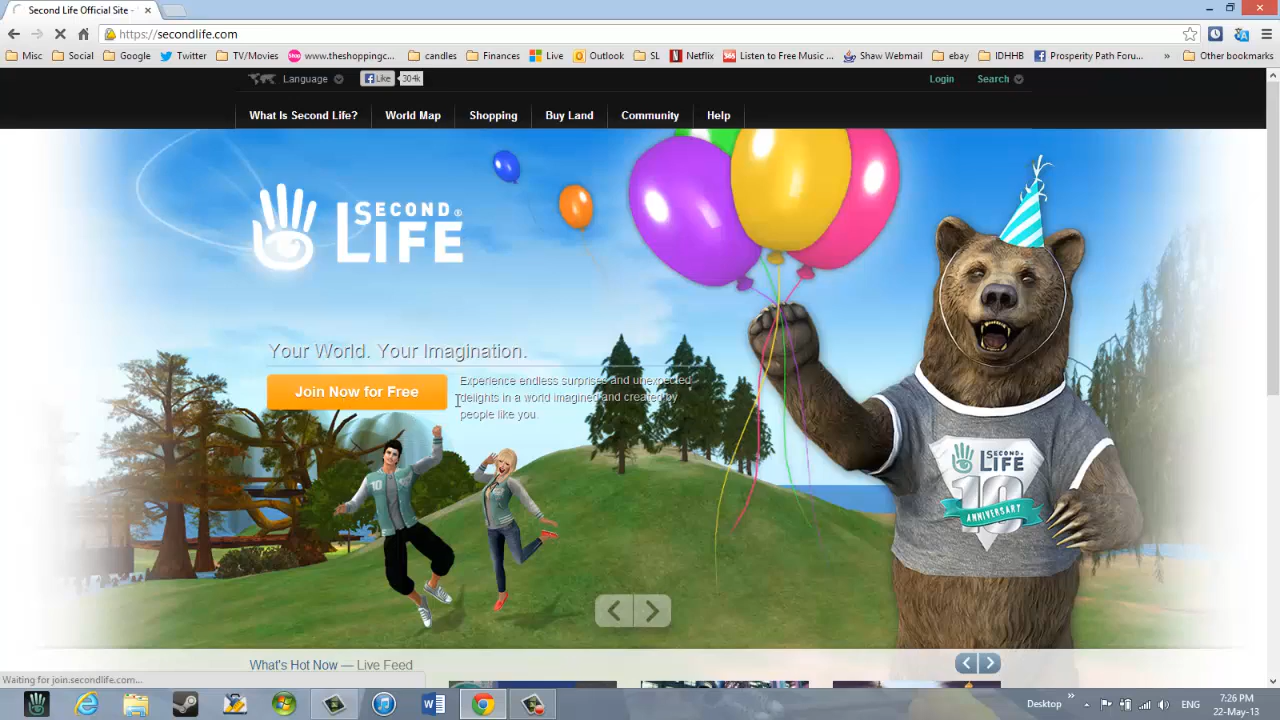 Second Life Official Site -
https://secondlife.com
Misc Social Google Twitter TV/Movies www.theshoppingc... candles Finances Live Outlook SL Netflix Listen to Free Music ... Shaw Webmail ebay IDHHB Prosperity Path Foru... » Other bookmarks
Language Like 304k Login Search
What Is Second Life? World Map Shopping Buy Land Community Help
SECOND® LIFE
Your World. Your Imagination.
Join Now for Free
Experience endless surprises and unexpected
delights in a world imagined and created by
people like you.
10
SECOND LIFE
10
ANNIVERSARY
What's Hot Now — Live Feed
Waiting for join.secondlife.com...
Desktop » ENG
7:26 PM
22-May-13